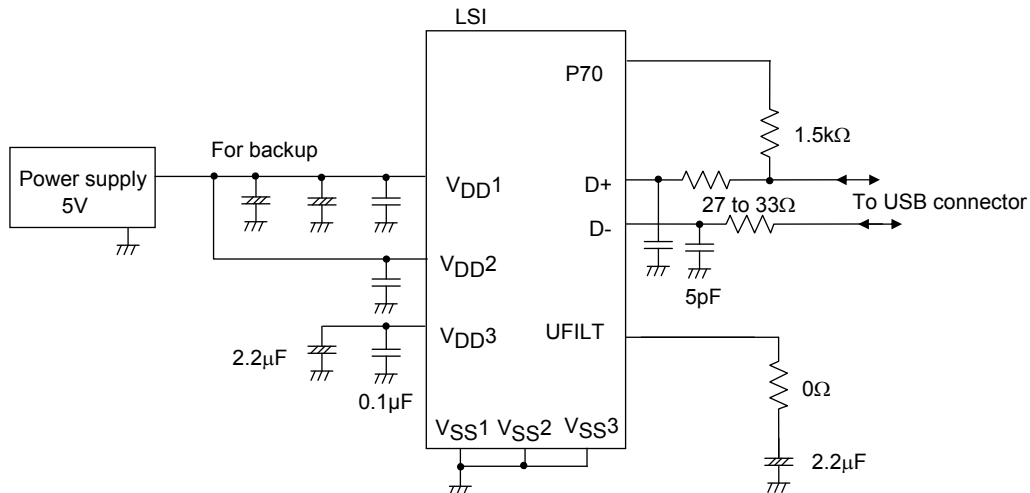 LSI
P70
1.5kΩ
For backup
Power supply
5V
VDD1
D+
27 to 33Ω
To USB connector
D-
VDD2
5pF
VDD3
UFILT
2.2µF
0.1µF
0Ω
VSS1
VSS2
VSS3
2.2µF